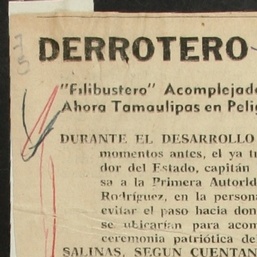 DERROTERO
"Filibustero" Acomplejado
Ahora Tamaulipas en Pelig
DURANTE EL DESARROLLO
momentos antes, el ya tr
dor del Estado, capitán
sa a la Primera Autorid
Rodríguez, en la persona
evitar el paso hacia don
se ubicarían para acom
ceremonia patriótica de
SALINAS, SEGUN CUENTAN